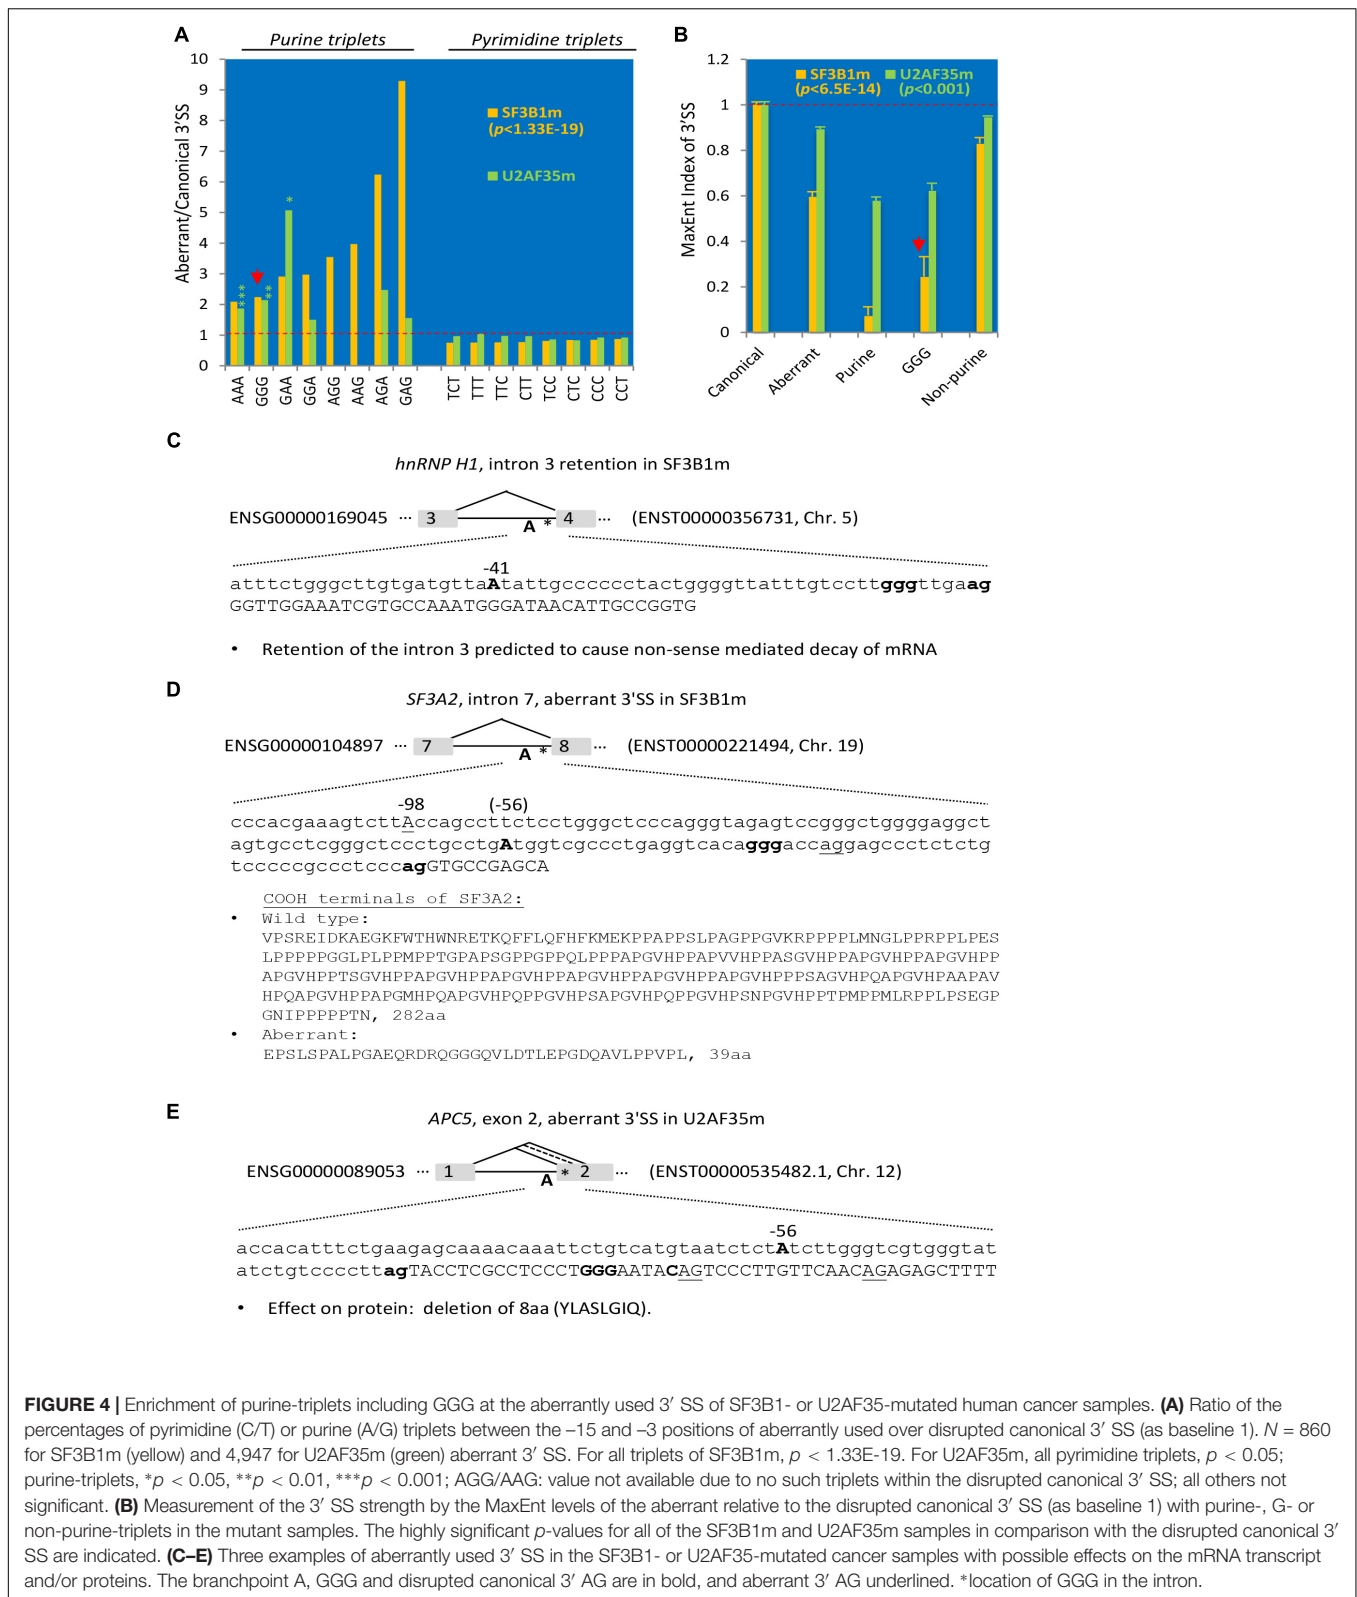 A
Purine triplets
Pyrimidine triplets
Aberrant/Canonical 3'SS
10
9
8
7
6
5
4
3
2
1
0
SF3B1m
(p<1.33E-19)
U2AF35m
***
**
*
AAA GGG GAA GGA AGG AAG AGA GAG TCT TTT TTC CTT TCC CTC CCC CCT
B
MaxEnt Index of 3'SS
1.2
1
0.8
0.6
0.4
0.2
0
SF3B1m U2AF35m
(p<6.5E-14) (p<0.001)
Canonical Aberrant Purine GGG Non-purine
C
hnRNP H1, intron 3 retention in SF3B1m
ENSG00000169045 ... 3 A * 4 ... (ENST00000356731, Chr. 5)
-41
atttctgggcttgtgatgttaAtattgcccccctactggggttatttgtccttgggttgaag
GGTTGGAAATCGTGCCAAATGGGATAACATTGCCGGTG
• Retention of the intron 3 predicted to cause non-sense mediated decay of mRNA
D
SF3A2, intron 7, aberrant 3'SS in SF3B1m
ENSG00000104897 ... 7 A * 8 ... (ENST00000221494, Chr. 19)
-98 (-56)
cccacgaaagtcttAccagccttctcctgggctcccagggtagagtccgggctggggaggct
agtgcctcgggctccctgcctgAtggtcgccctgaggtcacagggaccaggagccctctctg
tcccccgccctcccagGTGCCGAGCA
COOH terminals of SF3A2:
• Wild type:
VPSREIDKAEGKFWTHWNRETKQFFLQFHFKMEKPPAPPSLPAGPPGVKRPPPPLMNGLPPRPPLPES
LPPPPPGGLPLPPMPPTGPAPSGPPGPPQLPPPAPGVHPPAPVVHPPASGVHPPAPGVHPPAPGVHPP
APGVHPPTSGVHPPAPGVHPPAPGVHPPAPGVHPPAPGVHPPAPGVHPPPSAGVHPQAPGVHPAAPAV
HPQAPGVHPPAPGMHPQAPGVHPQPPGVHPSAPGVHPQPPGVHPSNPGVHPPTPMPPMLRPPLPSEGP
GNIPPPPPTN, 282aa
• Aberrant:
EPSLSPALPGAEQRDRQGGGQVLDTLEPGDQAVLPPVPL, 39aa
E
APC5, exon 2, aberrant 3'SS in U2AF35m
ENSG00000089053 ... 1 A * 2 ... (ENST00000535482.1, Chr. 12)
-56
accacatttctgaagagcaaaacaaattctgtcatgtaatctctAtcttgggtcgtgggtat
atctgtccccttagTACCTCGCCTCCCTGGGAATACAGTCCCTTGTTCAACAGAGAGCTTTT
• Effect on protein: deletion of 8aa (YLASLGIQ).
FIGURE 4 | Enrichment of purine-triplets including GGG at the aberrantly used 3′ SS of SF3B1- or U2AF35-mutated human cancer samples. (A) Ratio of the
percentages of pyrimidine (C/T) or purine (A/G) triplets between the –15 and –3 positions of aberrantly used over disrupted canonical 3′ SS (as baseline 1). N = 860
for SF3B1m (yellow) and 4,947 for U2AF35m (green) aberrant 3′ SS. For all triplets of SF3B1m, p < 1.33E-19. For U2AF35m, all pyrimidine triplets, p < 0.05;
purine-triplets, *p < 0.05, **p < 0.01, ***p < 0.001; AGG/AAG: value not available due to no such triplets within the disrupted canonical 3′ SS; all others not
significant. (B) Measurement of the 3′ SS strength by the MaxEnt levels of the aberrant relative to the disrupted canonical 3′ SS (as baseline 1) with purine-, G- or
non-purine-triplets in the mutant samples. The highly significant p-values for all of the SF3B1m and U2AF35m samples in comparison with the disrupted canonical 3′
SS are indicated. (C–E) Three examples of aberrantly used 3′ SS in the SF3B1- or U2AF35-mutated cancer samples with possible effects on the mRNA transcript
and/or proteins. The branchpoint A, GGG and disrupted canonical 3′ AG are in bold, and aberrant 3′ AG underlined. *location of GGG in the intron.